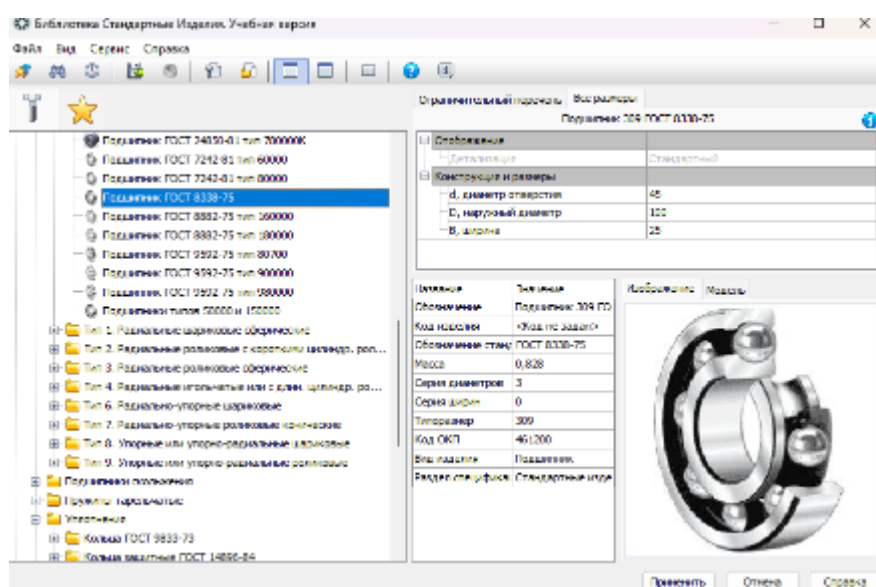 Библиотека Стандартные Изделия. Учебная версия
Файл Вид Сервис Справка
Ограничительный перечень Все размеры
Подшипник 309 ГОСТ 8338-75
Отображение
Детализация Стандартный
Конструкция и размеры
d, диаметр отверстия 45
D, наружный диаметр 100
B, ширина 25
Подшипник ГОСТ 24850-81 тип 700000К
Подшипник ГОСТ 7242-81 тип 60000
Подшипник ГОСТ 7242-81 тип 80000
Подшипник ГОСТ 8338-75
Подшипник ГОСТ 8882-75 тип 160000
Подшипник ГОСТ 8882-75 тип 180000
Подшипник ГОСТ 9592-75 тип 80700
Подшипник ГОСТ 9592-75 тип 900000
Подшипник ГОСТ 9592-75 тип 980000
Подшипники типов 50000 и 150000
Тип 1. Радиальные шариковые сферические
Тип 2. Радиальные роликовые с короткими цилиндр. рол...
Тип 3. Радиальные роликовые сферические
Тип 4. Радиальные игольчатые или с длин. цилиндр. ро...
Тип 6. Радиально-упорные шариковые
Тип 7. Радиально-упорные роликовые конические
Тип 8. Упорные или упорно-радиальные шариковые
Тип 9. Упорные или упорно-радиальные роликовые
Подшипники скольжения
Пружины тарельчатые
Уплотнения
Кольца ГОСТ 9833-73
Кольца защитные ГОСТ 14896-84
Название Значение
Обозначение Подшипник 309 ГО
Код изделия <Код не задан>
Обозначение станд ГОСТ 8338-75
Масса 0,828
Серия диаметров 3
Серия ширин 0
Типоразмер 309
Код ОКП 461200
Вид изделия Подшипник
Раздел специфика Стандартные изде
Изображение Модель
Применить Отмена Справка